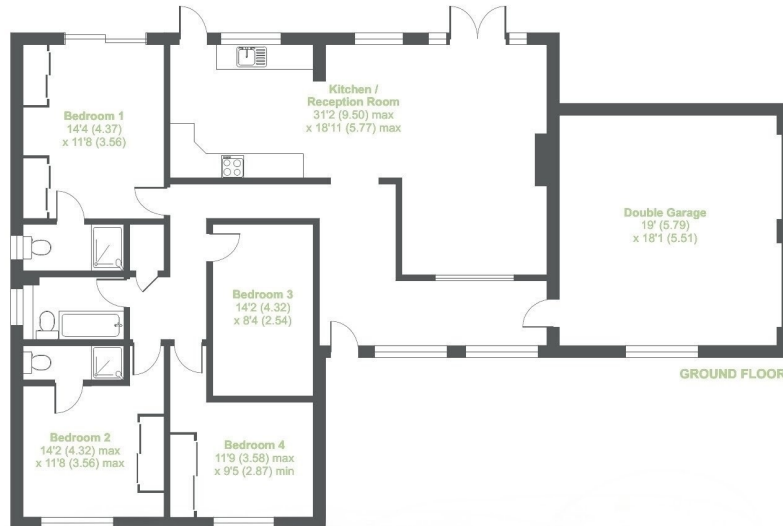 Bedroom 1
14'4 (4.37)
x 11'8 (3.56)
Kitchen /
Reception Room
31'2 (9.50) max
x 18'11 (5.77) max
Double Garage
19' (5.79)
x 18'1 (5.51)
Bedroom 3
14'2 (4.32)
x 8'4 (2.54)
GROUND FLOOR
Bedroom 2
14'2 (4.32) max
x 11'8 (3.56) max
Bedroom 4
11'9 (3.58) max
x 9'5 (2.87) min